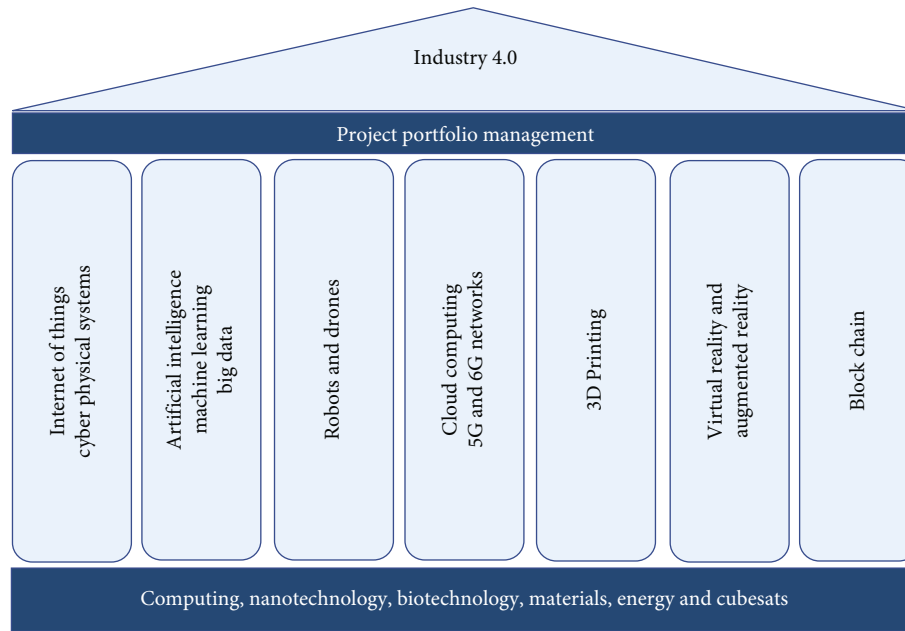 Industry 4.0
Project portfolio management
Internet of things
cyber physical systems
Artificial intelligence
machine learning
big data
Robots and drones
Cloud computing
5G and 6G networks
3D Printing
Virtual reality and
augmented reality
Block chain
Computing, nanotechnology, biotechnology, materials, energy and cubesats